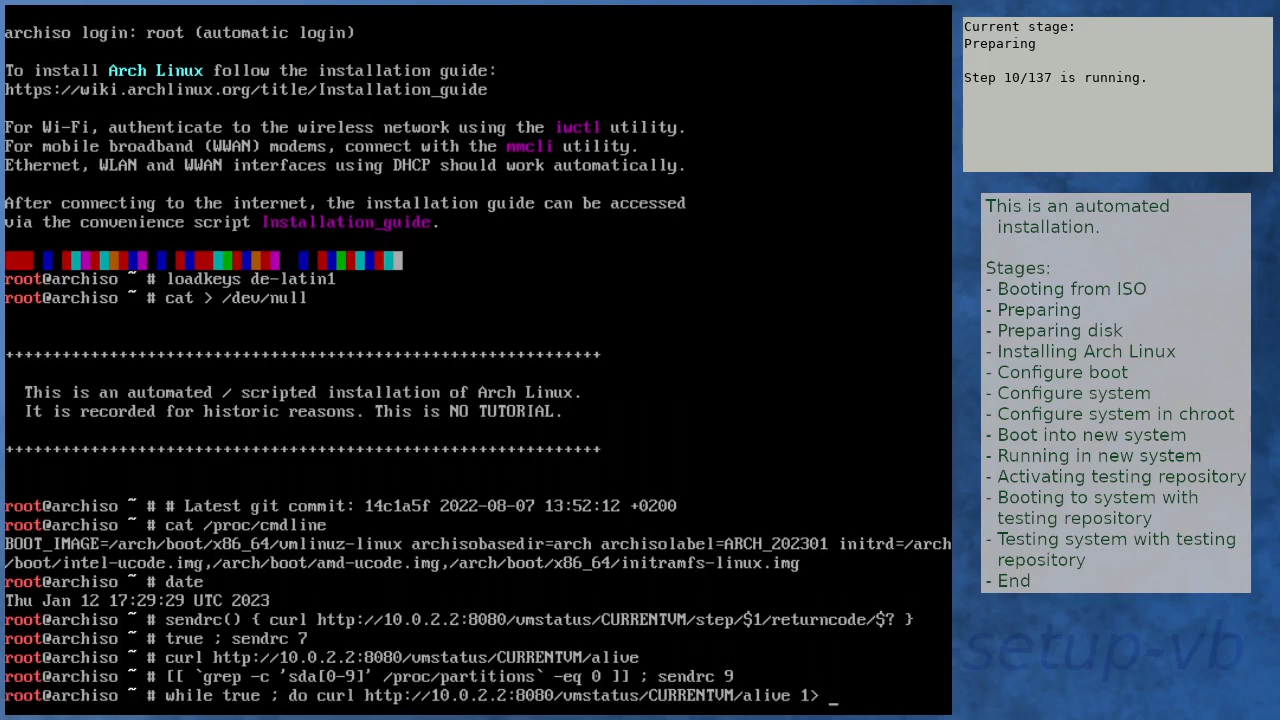 archiso login: root (automatic login)
To install Arch Linux follow the installation guide:
https://wiki.archlinux.org/title/Installation_guide
For Wi-Fi, authenticate to the wireless network using the iwctl utility.
For mobile broadband (WWAN) modems, connect with the mmcli utility.
Ethernet, WLAN and WWAN interfaces using DHCP should work automatically.
After connecting to the internet, the installation guide can be accessed
via the convenience script Installation_guide.
root@archiso ~ # loadkeys de-latin1
root@archiso ~ # cat > /dev/null
+++++++++++++++++++++++++++++++++++++++++++++++++++++++++++++++
This is an automated / scripted installation of Arch Linux.
It is recorded for historic reasons. This is NO TUTORIAL.
+++++++++++++++++++++++++++++++++++++++++++++++++++++++++++++++
root@archiso ~ # # Latest git commit: 14c1a5f 2022-08-07 13:52:12 +0200
root@archiso ~ # cat /proc/cmdline
BOOT_IMAGE=/arch/boot/x86_64/vmlinuz-linux archisobasedir=arch archisolabel=ARCH_202301 initrd=/arch
/boot/intel-ucode.img,/arch/boot/amd-ucode.img,/arch/boot/x86_64/initramfs-linux.img
root@archiso ~ # date
Thu Jan 12 17:29:29 UTC 2023
root@archiso ~ # sendrc() { curl http://10.0.2.2:8080/vmstatus/CURRENTVM/step/$1/returncode/$? }
root@archiso ~ # true ; sendrc 7
root@archiso ~ # curl http://10.0.2.2:8080/vmstatus/CURRENTVM/alive
root@archiso ~ # [[ `grep -c 'sda[0-9]' /proc/partitions` -eq 0 ]] ; sendrc 9
root@archiso ~ # while true ; do curl http://10.0.2.2:8080/vmstatus/CURRENTVM/alive 1> _
Current stage:
Preparing
Step 10/137 is running.
This is an automated
installation.
Stages:
- Booting from ISO
- Preparing
- Preparing disk
- Installing Arch Linux
- Configure boot
- Configure system
- Configure system in chroot
- Boot into new system
- Running in new system
- Activating testing repository
- Booting to system with
testing repository
- Testing system with testing
repository
- End
-setup-vb